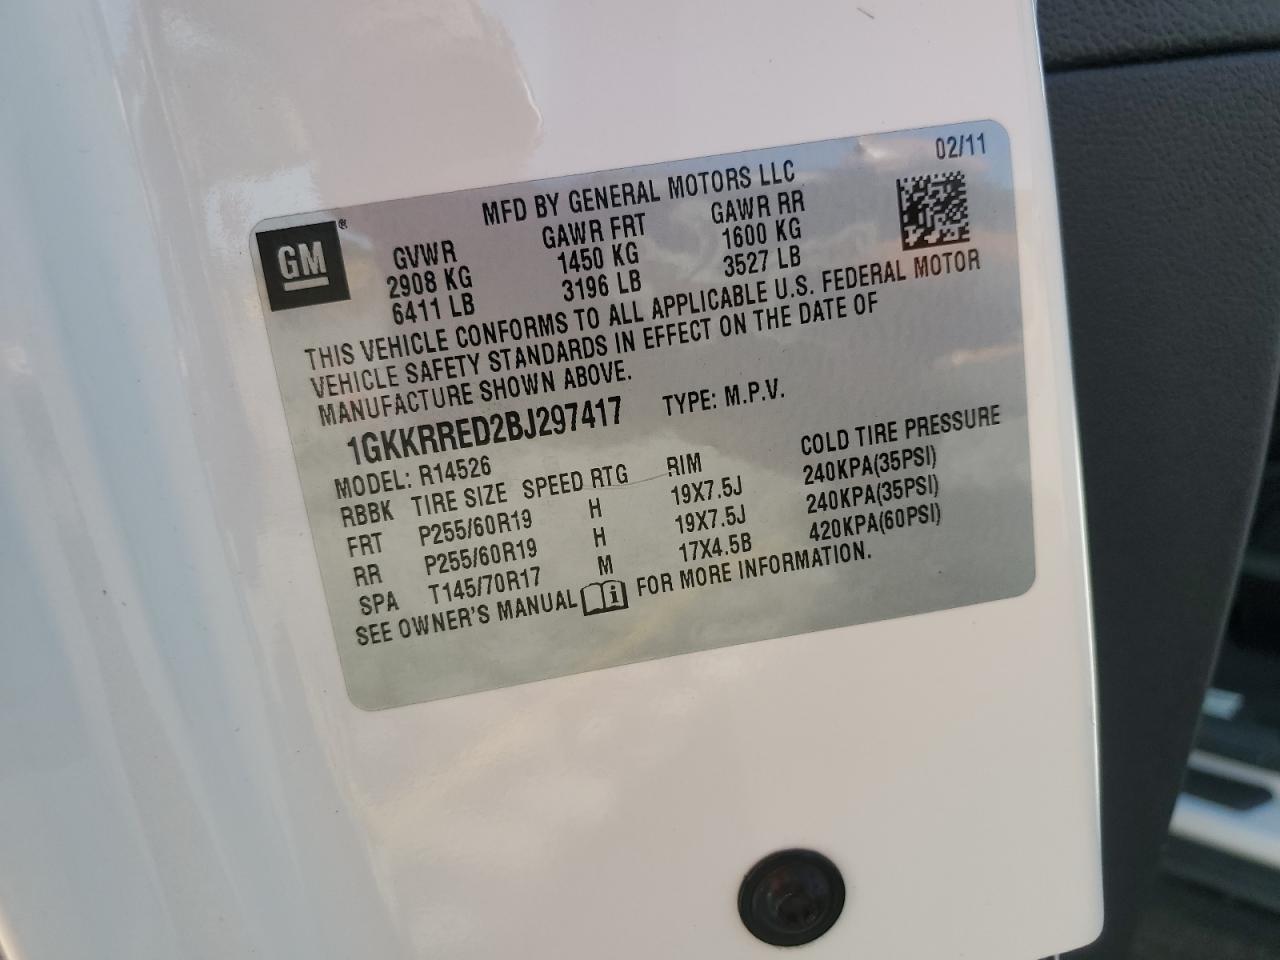 02/11
MFD BY GENERAL MOTORS LLC
GM®
GVWR GAWR FRT GAWR RR
2908 KG 1450 KG 1600 KG
6411 LB 3196 LB 3527 LB
THIS VEHICLE CONFORMS TO ALL APPLICABLE U.S. FEDERAL MOTOR
VEHICLE SAFETY STANDARDS IN EFFECT ON THE DATE OF
MANUFACTURE SHOWN ABOVE.
1GKKRRED2BJ297417 TYPE: M.P.V.
MODEL: R14526
RBBK TIRE SIZE SPEED RTG RIM COLD TIRE PRESSURE
FRT P255/60R19 H 19X7.5J 240KPA(35PSI)
RR P255/60R19 H 19X7.5J 240KPA(35PSI)
SPA T145/70R17 M 17X4.5B 420KPA(60PSI)
SEE OWNER'S MANUAL i FOR MORE INFORMATION.